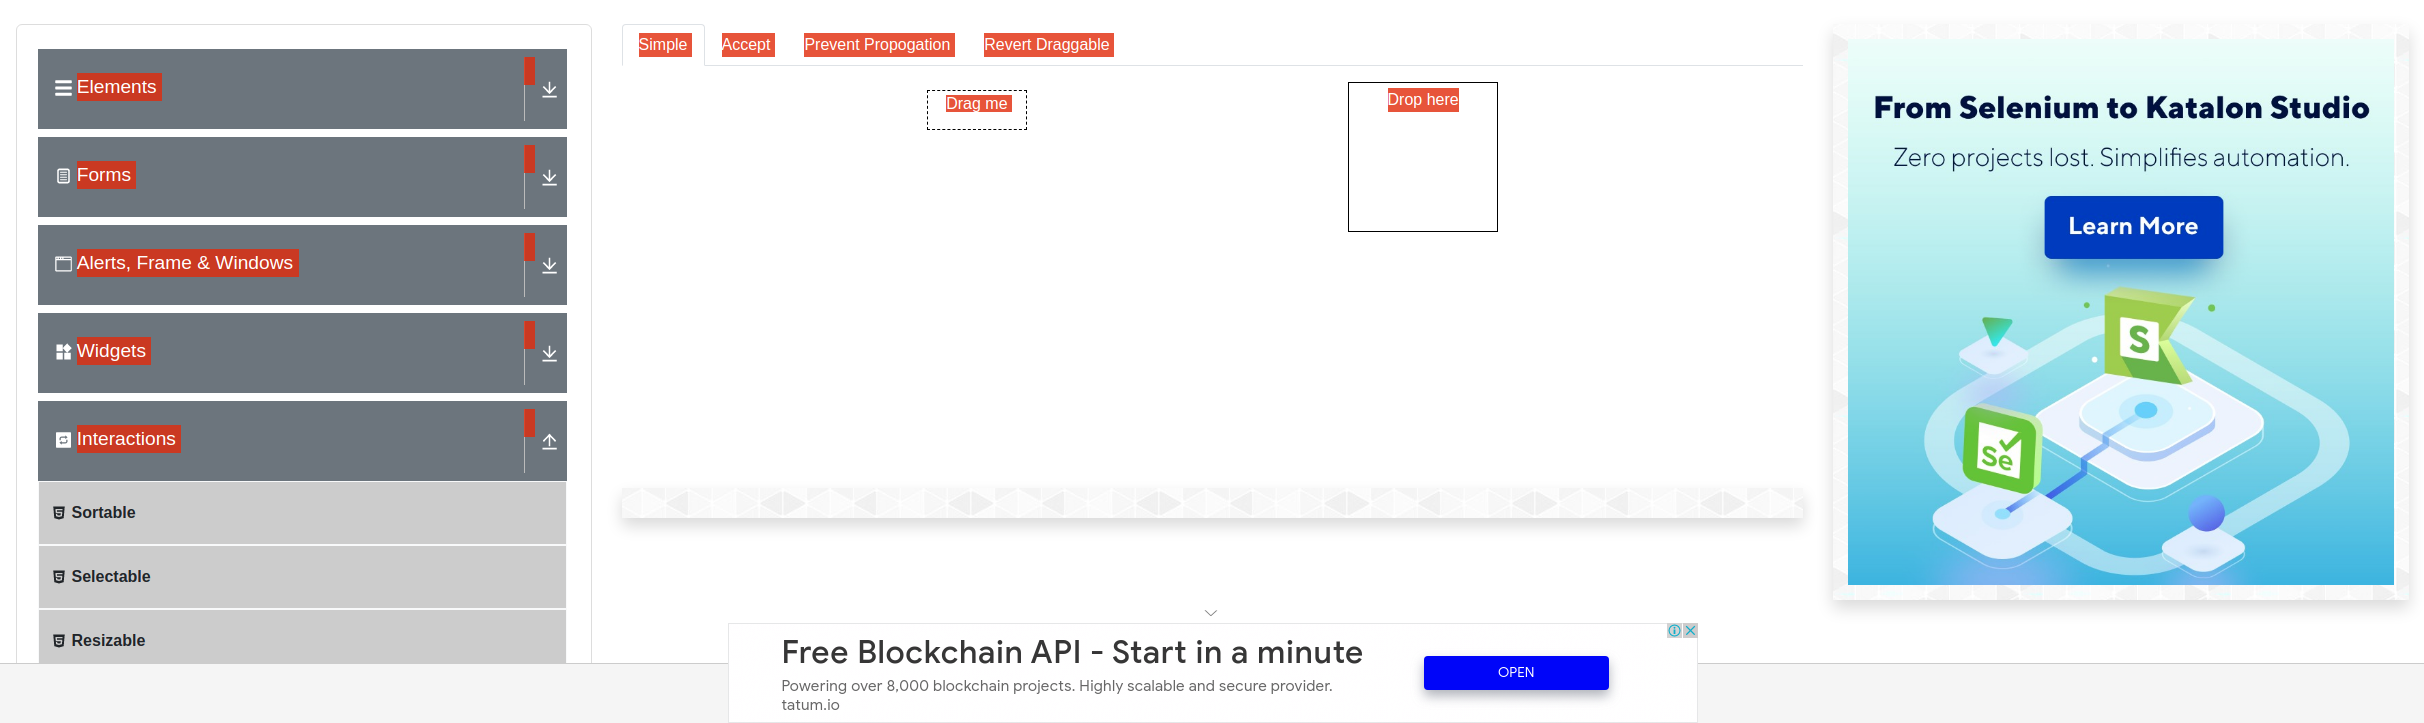 Elements
Forms
Alerts, Frame & Windows
Widgets
Interactions
Sortable
Selectable
Resizable
Simple
Accept
Prevent Propogation
Revert Draggable
Drag me
Drop here
From Selenium to Katalon Studio
Zero projects lost. Simplifies automation.
Learn More
S
Se
Free Blockchain API - Start in a minute
Powering over 8,000 blockchain projects. Highly scalable and secure provider.
tatum.io
OPEN